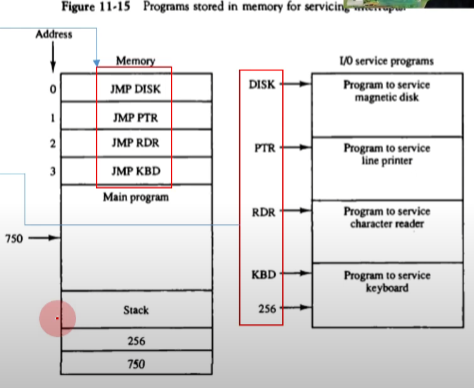 Figure 11-15 Programs stored in memory for servicing
Address
Memory
0 JMP DISK
1 JMP PTR
2 JMP RDR
3 JMP KBD
Main program
750
Stack
256
750
I/O service programs
DISK
Program to service
magnetic disk
PTR
Program to service
line printer
RDR
Program to service
character reader
KBD
Program to service
keyboard
256